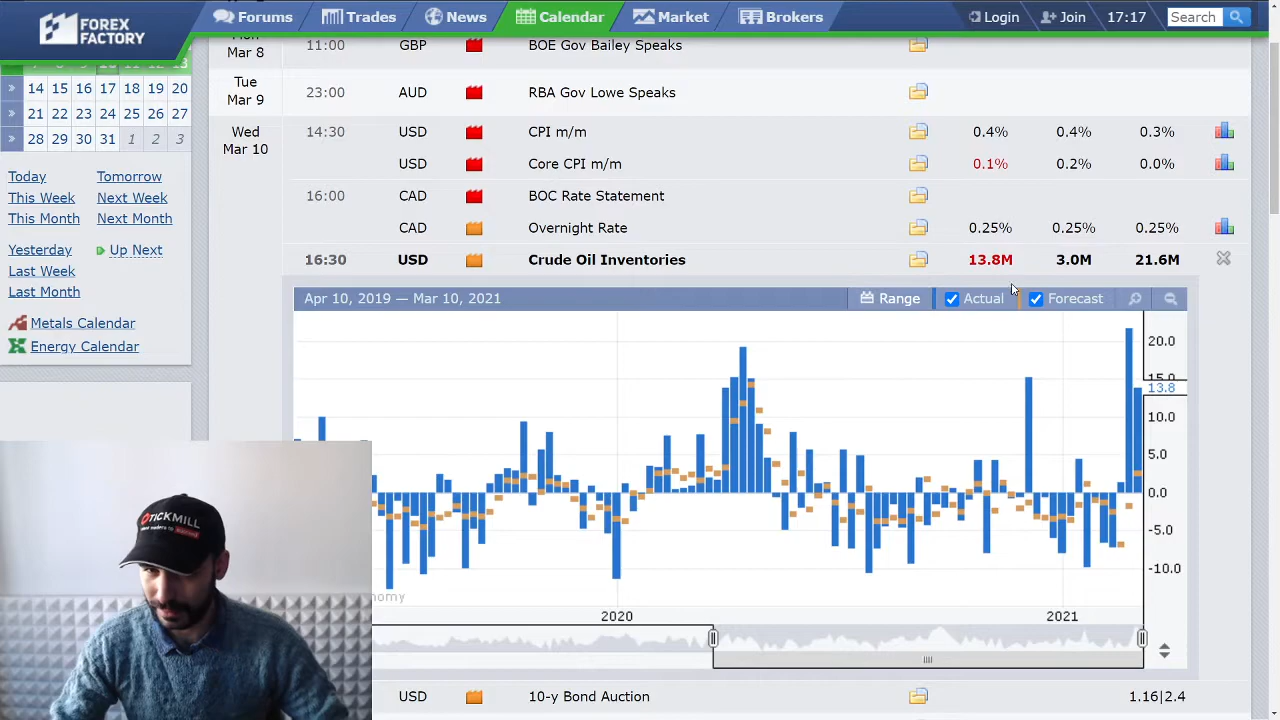 FOREX
FACTORY
Forums
Trades
News
Calendar
Market
Brokers
Login
Join
17:17
Search
14 15 16 17 18 19 20
21 22 23 24 25 26 27
28 29 30 31 1 2 3
Today Tomorrow
This Week Next Week
This Month Next Month
Yesterday Up Next
Last Week
Last Month
Metals Calendar
Energy Calendar
Mar 8 11:00 GBP BOE Gov Bailey Speaks
Tue
Mar 9 23:00 AUD RBA Gov Lowe Speaks
Wed
Mar 10 14:30 USD CPI m/m 0.4% 0.4% 0.3%
USD Core CPI m/m 0.1% 0.2% 0.0%
16:00 CAD BOC Rate Statement
CAD Overnight Rate 0.25% 0.25% 0.25%
16:30 USD Crude Oil Inventories 13.8M 3.0M 21.6M
Apr 10, 2019 — Mar 10, 2021 Range Actual Forecast
20.0
15.0
13.8
10.0
5.0
0.0
-5.0
-10.0
2020 2021
TICKMILL
USD 10-y Bond Auction 1.16|2.4